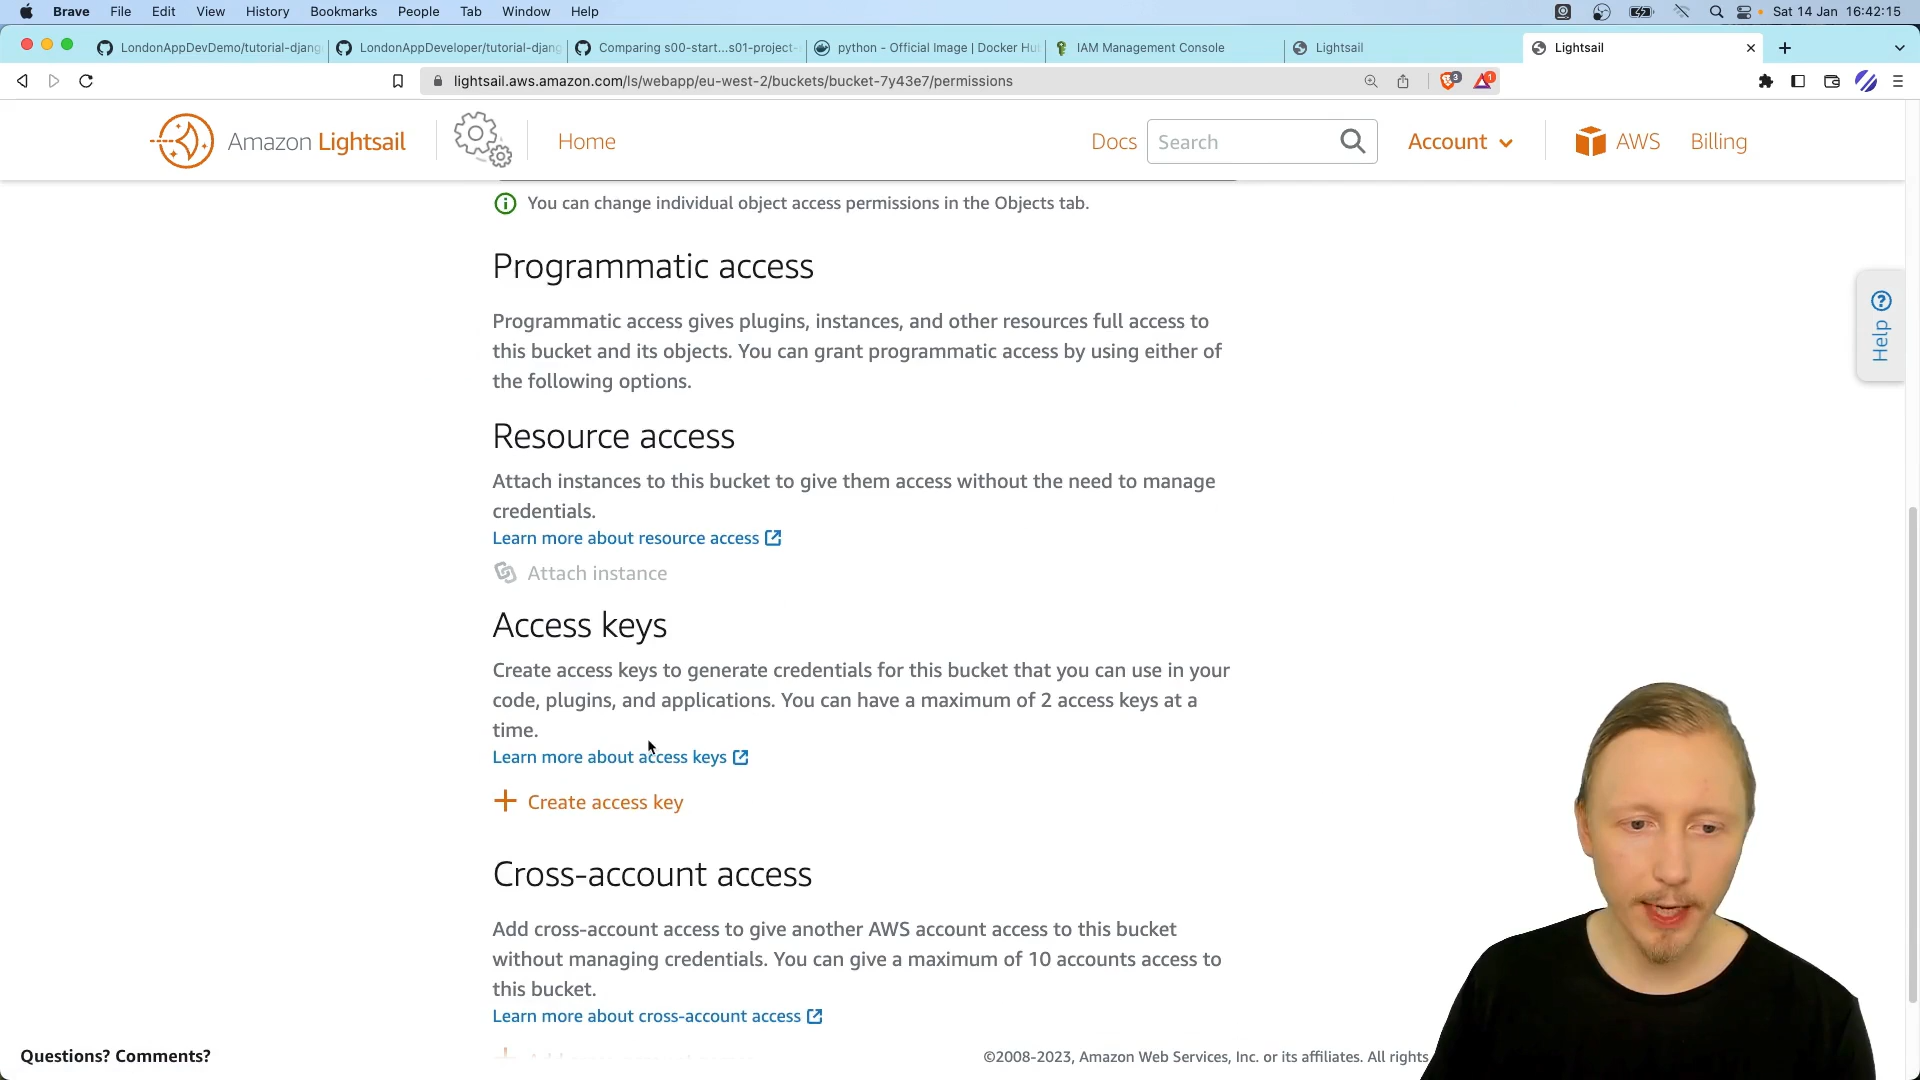 Brave File Edit View History Bookmarks People Tab Window Help Sat 14 Jan 16:42:15
LondonAppDevDemo/tutorial-djang LondonAppDeveloper/tutorial-djang Comparing s00-start...s01-project- python - Official Image | Docker Hu IAM Management Console Lightsail Lightsail
lightsail.aws.amazon.com/ls/webapp/eu-west-2/buckets/bucket-7y43e7/permissions 3 1
Amazon Lightsail Home Docs Search Account AWS Billing
You can change individual object access permissions in the Objects tab.
Programmatic access
Programmatic access gives plugins, instances, and other resources full access to
this bucket and its objects. You can grant programmatic access by using either of
the following options.
Help
Resource access
Attach instances to this bucket to give them access without the need to manage
credentials.
Learn more about resource access
Attach instance
Access keys
Create access keys to generate credentials for this bucket that you can use in your
code, plugins, and applications. You can have a maximum of 2 access keys at a
time.
Learn more about access keys
+ Create access key
Cross-account access
Add cross-account access to give another AWS account access to this bucket
without managing credentials. You can give a maximum of 10 accounts access to
this bucket.
Learn more about cross-account access
Questions? Comments? ©2008-2023, Amazon Web Services, Inc. or its affiliates. All rights